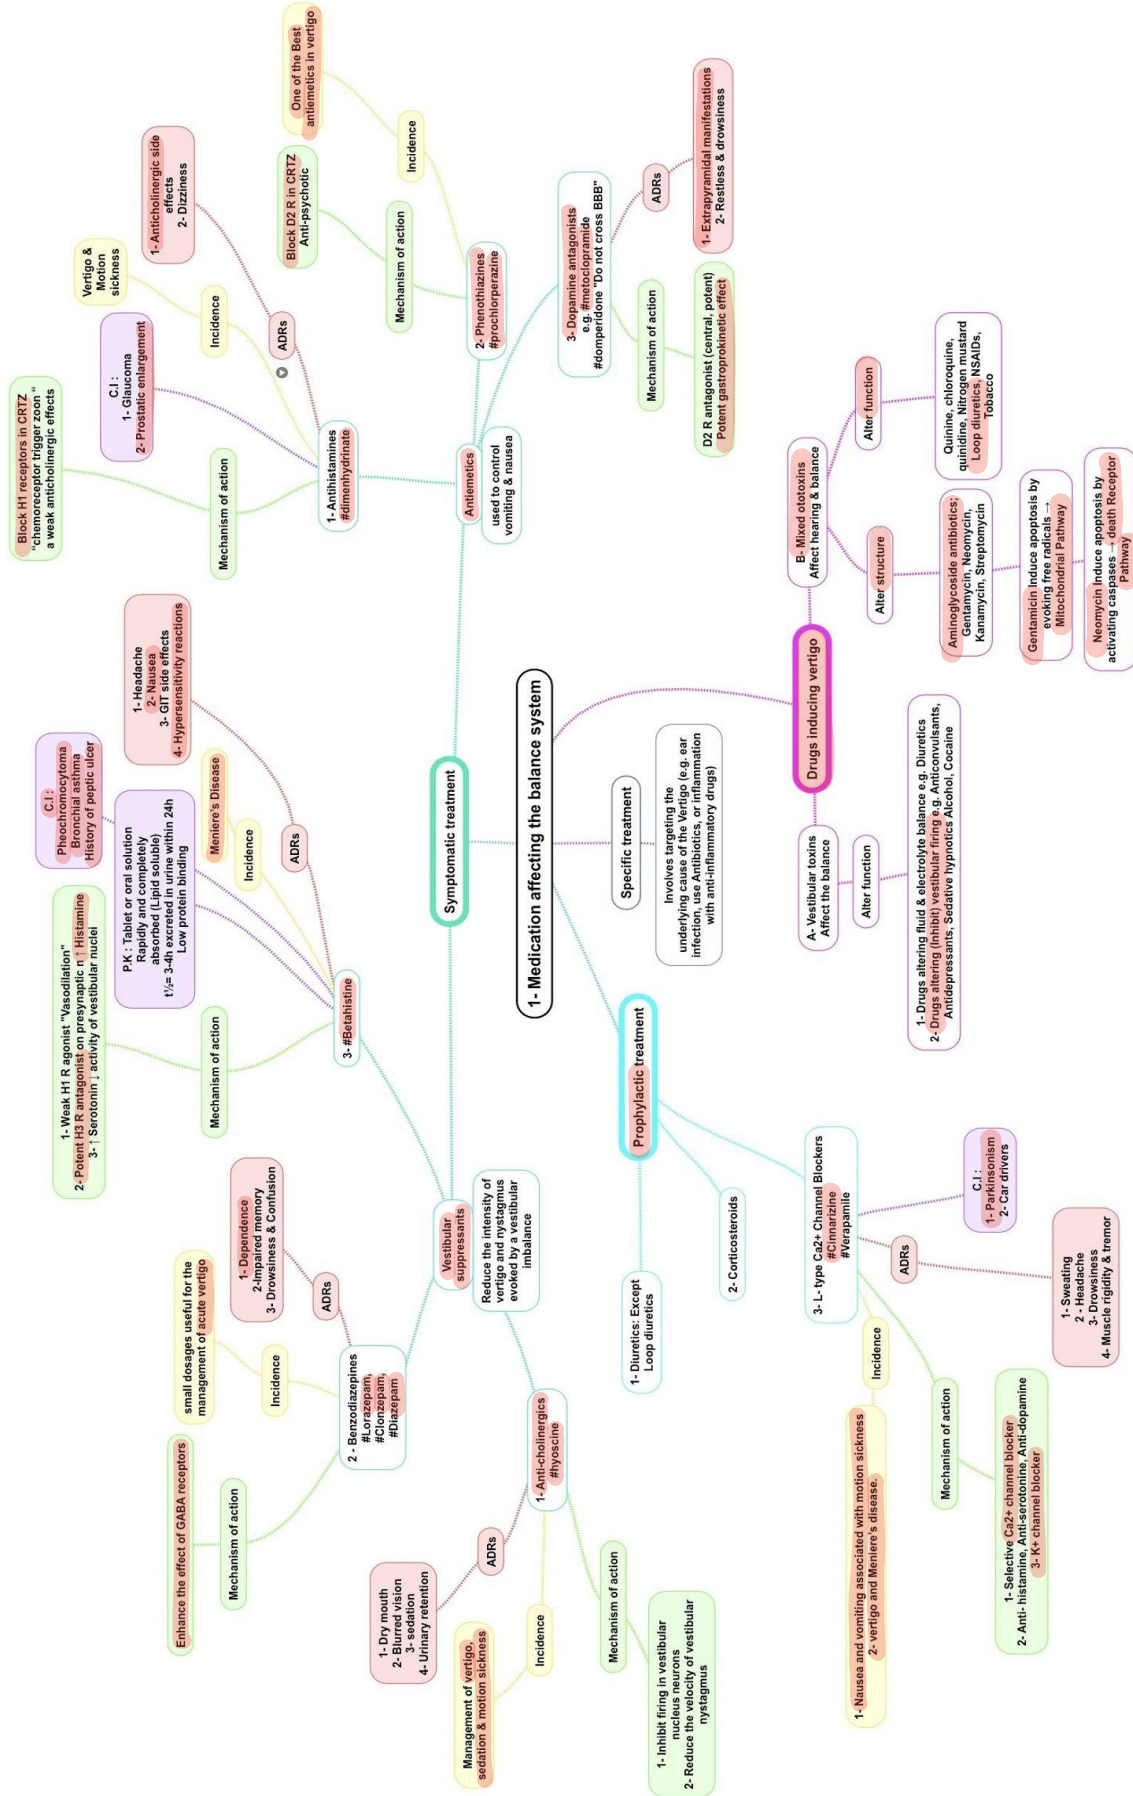 1- Medication affecting the balance system
Symptomatic treatment
Vestibular
suppressants
Reduce the intensity of
vertigo and nystagmus
evoked by a vestibular
imbalance
1- Anti-cholinergics
#hyoscine
ADRs
1- Dry mouth
2- Blurred vision
3- sedation
4- Urinary retention
Incidence
Management of vertigo,
sedation & motion sickness
Mechanism of action
1- Inhibit firing in vestibular
nucleus neurons
2- Reduce the velocity of vestibular
nystagmus
2 - Benzodiazepines
#Lorazepam,
#Clonzepam,
#Diazepam
Mechanism of action
Enhance the effect of GABA receptors
Incidence
small dosages useful for the
management of acute vertigo
ADRs
1- Dependence
2-Impaired memory
3- Drowsiness & Confusion
3- #Betahistine
Mechanism of action
1- Weak H1 R agonist "Vasodilation"
2- Potent H3 R antagonist on presynaptic n ↑ Histamine
3- ↑ Serotonin ↓ activity of vestibular nuclei
P.K : Tablet or oral solution
Rapidly and completely
absorbed (Lipid soluble)
t½= 3-4h excreted in urine within 24h
Low protein binding
C.I :
Pheochromocytoma
Bronchial asthma
History of peptic ulcer
Incidence
Meniere's Disease
ADRs
1- Headache
2- Nausea
3- GIT side effects
4- Hypersensitivity reactions
Antiemetics
used to control
vomiting & nausea
1- Antihistamines
#dimenhydrinate
Mechanism of action
Block H1 receptors in CRTZ
"chemoreceptor trigger zoon "
a weak anticholinergic effects
C.I :
1- Glaucoma
2- Prostatic enlargement
Incidence
Vertigo &
Motion
sickness
ADRs
1- Anticholinergic side
effects
2- Dizziness
2- Phenothiazines
#prochlorperazine
Mechanism of action
Block D2 R in CRTZ
Anti-psychotic
Incidence
One of the Best
antiemetics in vertigo
3- Dopamine antagonists
e.g. #metoclopramide
#domperidone "Do not cross BBB"
Mechanism of action
D2 R antagonist (central, potent)
Potent gastroprokinetic effect
ADRs
1- Extrapyramidal manifestations
2- Restless & drowsiness
Specific treatment
Involves targeting the
underlying cause of the Vertigo (e.g. ear
infection, use Antibiotics, or inflammation
with anti-inflammatory drugs)
Prophylactic treatment
1- Diuretics: Except
Loop diuretics
2- Corticosteroids
3- L- type Ca2+ Channel Blockers
#Cinnarizine
#Verapamile
Incidence
1- Nausea and vomiting associated with motion sickness
2- vertigo and Meniere's disease.
Mechanism of action
1- Selective Ca2+ channel blocker
2- Anti- histamine, Anti-serotonine, Anti-dopamine
3- K+ channel blocker
ADRs
1- Sweating
2 - Headache
3- Drowsiness
4- Muscle rigidity & tremor
C.I :
1- Parkinsonism
2- Car drivers
Drugs inducing vertigo
A- Vestibular toxins
Affect the balance
Alter function
1- Drugs altering fluid & electrolyte balance e.g. Diuretics
2- Drugs altering (Inhibit) vestibular firing e.g. Anticonvulsants,
Antidepressants, Sedative hypnotics Alcohol, Cocaine
B- Mixed ototoxins
Affect hearing & balance
Alter structure
Aminoglycoside antibiotics;
Gentamycin, Neomycin,
Kanamycin, Streptomycin
Gentamicin Induce apoptosis by
evoking free radicals →
Mitochondrial Pathway
Neomycin Induce apoptosis by
activating caspases → death Receptor
Pathway
Alter function
Quinine, chloroquine,
quinidine, Nitrogen mustard
Loop diuretics, NSAIDs,
Tobacco